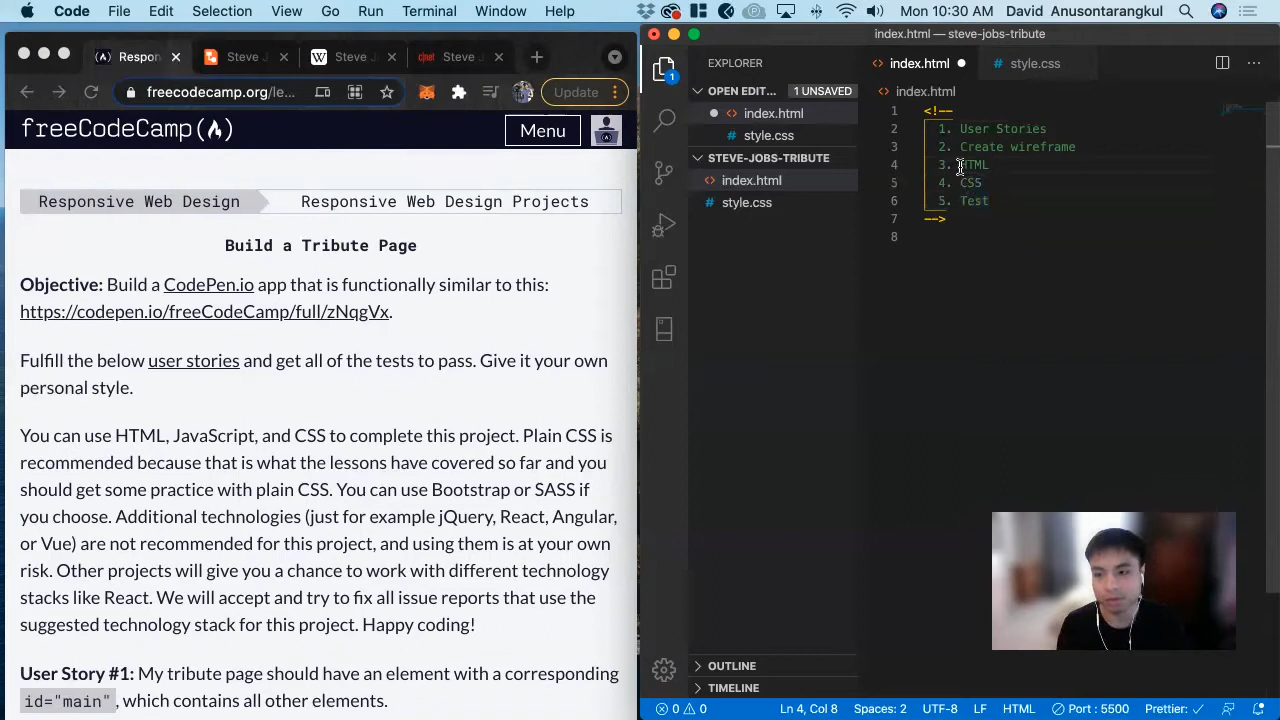 Code File Edit Selection View Go Run Terminal Window Help Mon 10:30 AM David Anusontarangkul
Respon Steve J Steve J Steve J
freecodecamp.org/le... Update
freeCodeCamp Menu
Responsive Web Design Responsive Web Design Projects
Build a Tribute Page
Objective: Build a CodePen.io app that is functionally similar to this:
https://codepen.io/freeCodeCamp/full/zNqgVx.
Fulfill the below user stories and get all of the tests to pass. Give it your own
personal style.
You can use HTML, JavaScript, and CSS to complete this project. Plain CSS is
recommended because that is what the lessons have covered so far and you
should get some practice with plain CSS. You can use Bootstrap or SASS if
you choose. Additional technologies (just for example jQuery, React, Angular,
or Vue) are not recommended for this project, and using them is at your own
risk. Other projects will give you a chance to work with different technology
stacks like React. We will accept and try to fix all issue reports that use the
suggested technology stack for this project. Happy coding!
User Story #1: My tribute page should have an element with a corresponding
id="main", which contains all other elements.
index.html — steve-jobs-tribute
EXPLORER
OPEN EDIT... 1 UNSAVED
index.html
style.css
STEVE-JOBS-TRIBUTE
index.html
style.css
OUTLINE
TIMELINE
1
index.html style.css
index.html
1 <!--
2 1. User Stories
3 2. Create wireframe
4 3. HTML
5 4. CSS
6 5. Test
7 -->
8
0 0 Ln 4, Col 8 Spaces: 2 UTF-8 LF HTML Port : 5500 Prettier: ✓